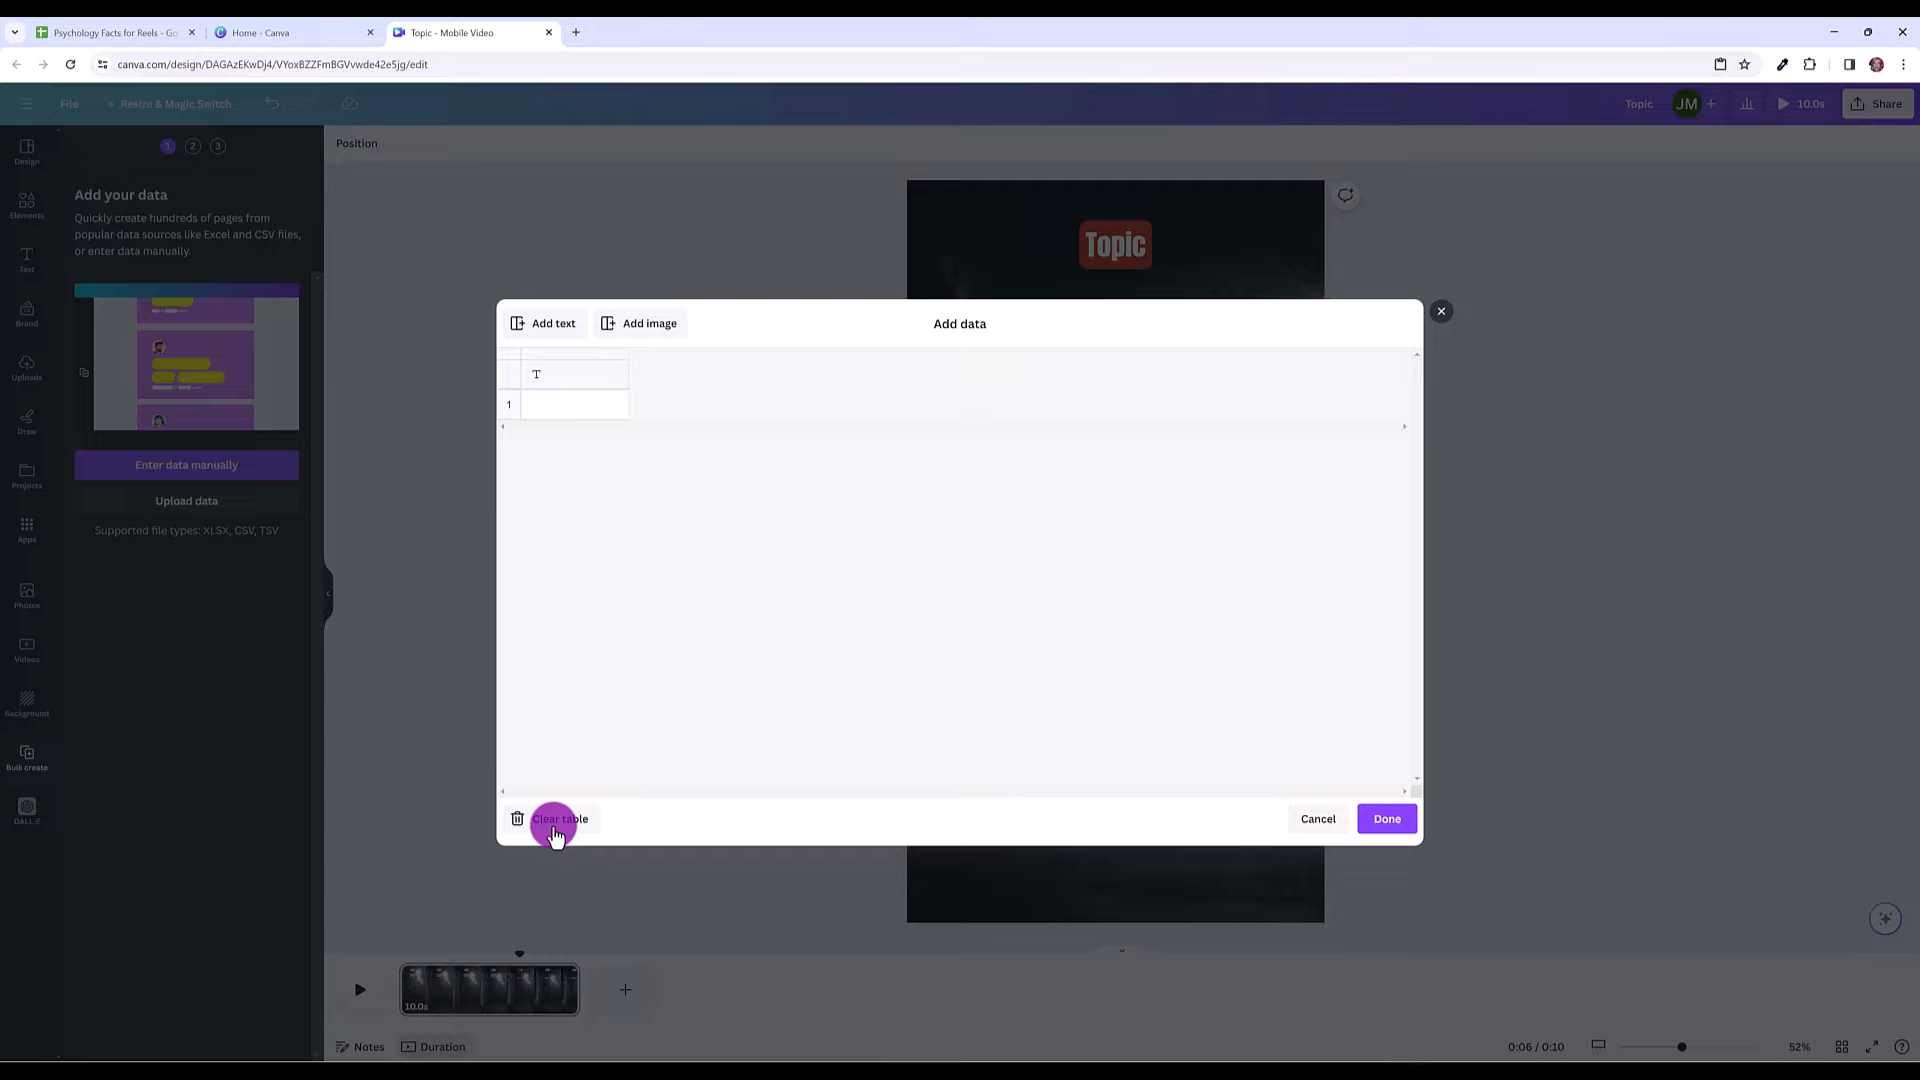 Psychology Facts for Reels - Go
Home - Canva
Topic - Mobile Video
canva.com/design/DAGAzEKwDj4/VYoxBZZFmBGVvwde42e5jg/edit
File
Resize & Magic Switch
Topic
JM
10.0s
Share
Design
Elements
Text
Brand
Uploads
Draw
Projects
Apps
Photos
Videos
Background
Bulk create
DALL·E
1
2
3
Add your data
Quickly create hundreds of pages from
popular data sources like Excel and CSV files,
or enter data manually.
Enter data manually
Upload data
Supported file types: XLSX, CSV, TSV
Position
Topic
Add text
Add image
Add data
T
1
Clear table
Cancel
Done
10.0s
Notes
Duration
0:06 / 0:10
52%